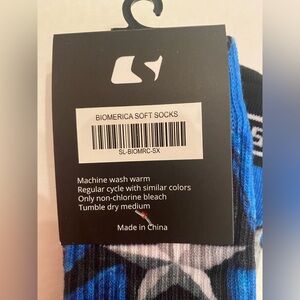 BIOMERICA SOFT SOCKS
SL-BIOMRC-SX
Machine wash warm
Regular cycle with similar colors
Only non-chlorine bleach
Tumble dry medium
Made in China